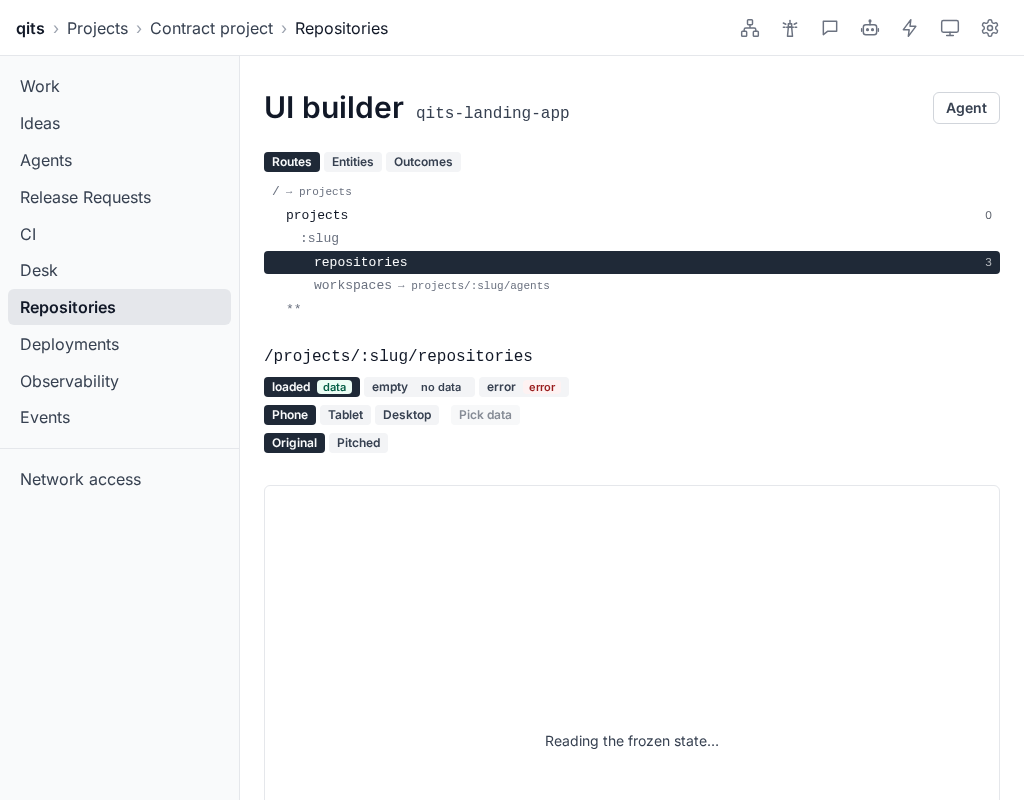 qits › Projects › Contract project › Repositories
Work
Ideas
Agents
Release Requests
CI
Desk
Repositories
Deployments
Observability
Events
Network access
UI builder qits-landing-app
Agent
Routes Entities Outcomes
/ → projects
projects 0
:slug
repositories 3
workspaces → projects/:slug/agents
**
/projects/:slug/repositories
loaded data empty no data error error
Phone Tablet Desktop Pick data
Original Pitched
Reading the frozen state...